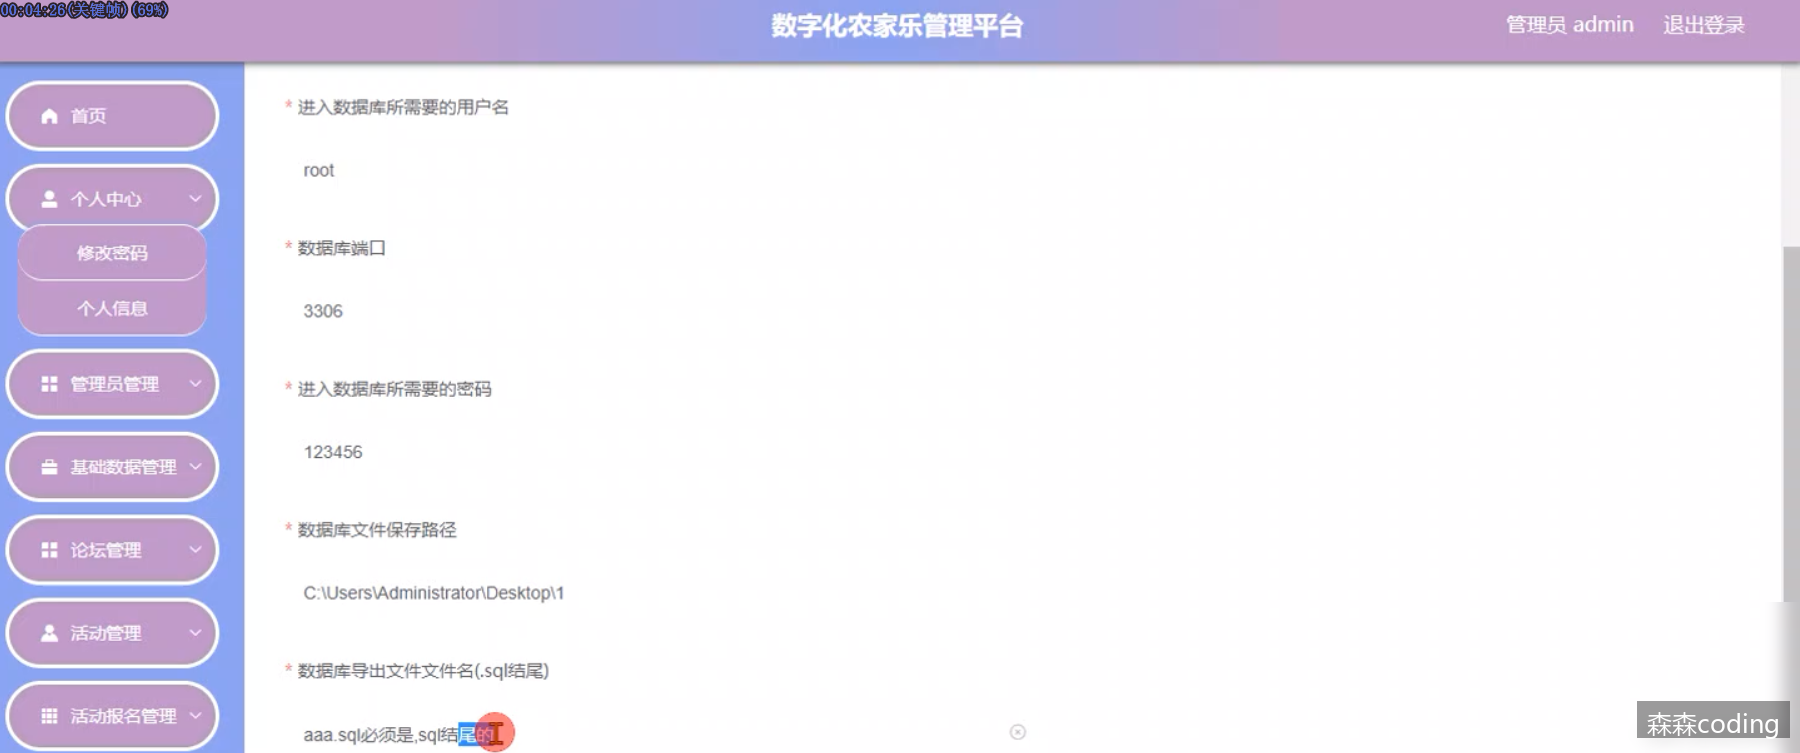 00:04:26(关键帧)(69%)
数字化农家乐管理平台
管理员 admin
退出登录
首页
个人中心
修改密码
个人信息
管理员管理
基础数据管理
论坛管理
活动管理
活动报名管理
* 进入数据库所需要的用户名
root
* 数据库端口
3306
* 进入数据库所需要的密码
123456
* 数据库文件保存路径
C:\Users\Administrator\Desktop\1
* 数据库导出文件文件名(.sql结尾)
aaa.sql必须是,sql结尾的
森森coding